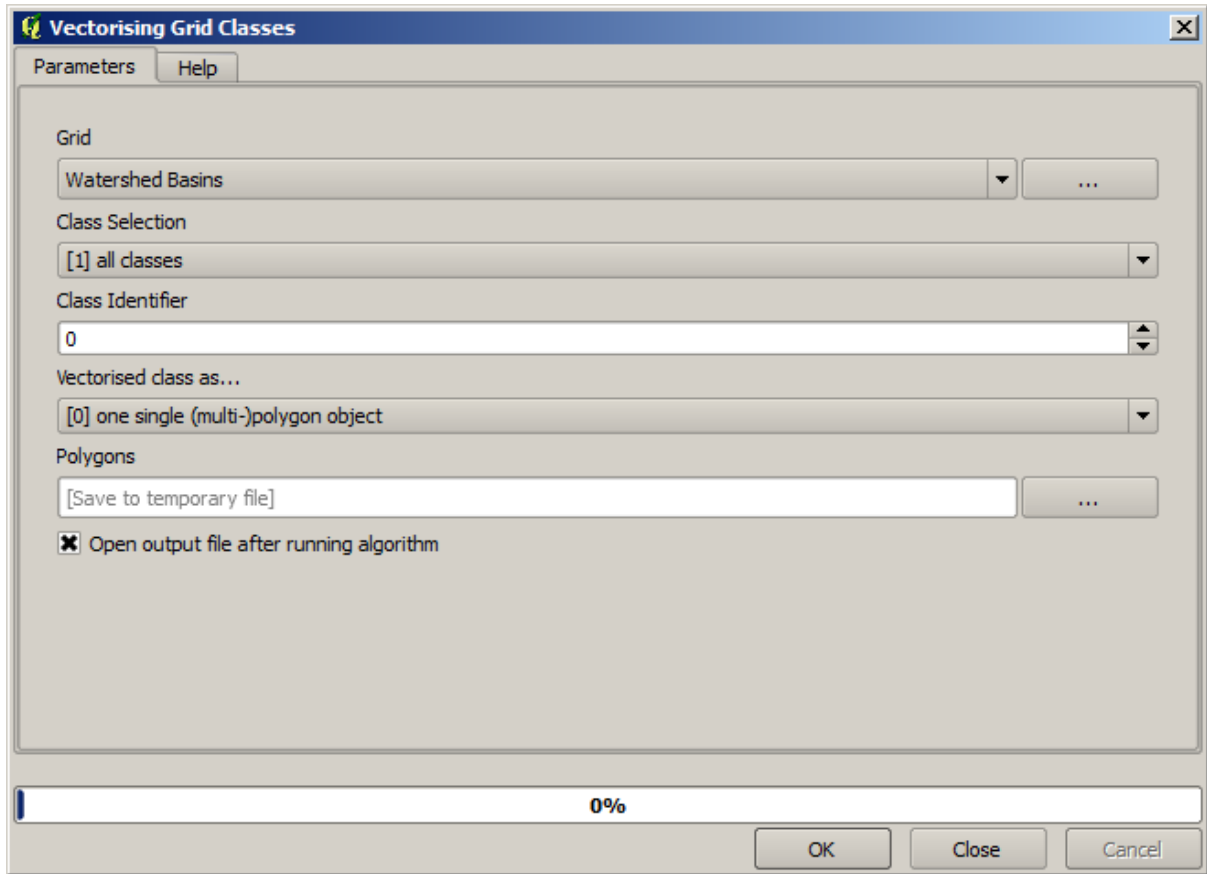 Vectorising Grid Classes
Parameters Help
Grid
Watershed Basins ...
Class Selection
[1] all classes
Class Identifier
0
Vectorised class as...
[0] one single (multi-)polygon object
Polygons
[Save to temporary file] ...
Open output file after running algorithm
0%
OK Close Cancel